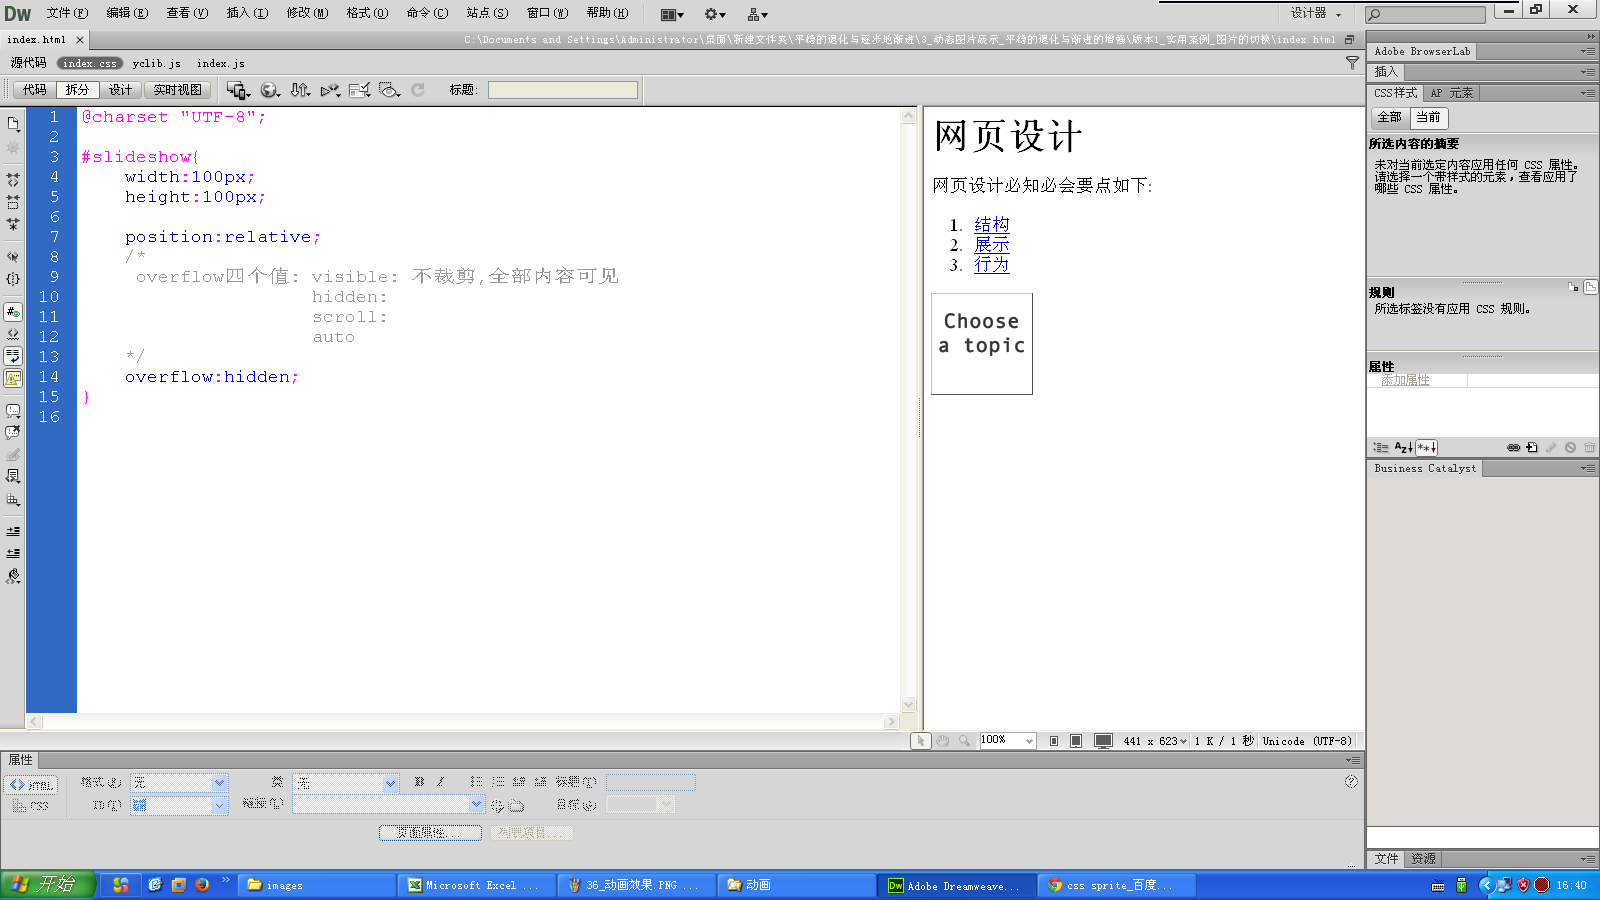 Dw 文件(F) 编辑(E) 查看(V) 插入(I) 修改(M) 格式(O) 命令(C) 站点(S) 窗口(W) 帮助(H) 设计器
index.html C:\Documents and Settings\Administrator\桌面\新建文件夹\平稳的退化与逐步地渐进\3_动态图片展示_平稳的退化与渐进的增强\版本1_实用案例_图片的切换\index.html
源代码 index.css yclib.js index.js
代码 拆分 设计 实时视图 标题:
1 @charset "UTF-8";
2
3 #slideshow{
4 width:100px;
5 height:100px;
6
7 position:relative;
8 /*
9 overflow四个值: visible: 不裁剪,全部内容可见
10 hidden:
11 scroll:
12 auto
13 */
14 overflow:hidden;
15 }
16
网页设计
网页设计必知必会要点如下:
1. 结构
2. 展示
3. 行为
Choose
a topic
100% 441 x 623 1 K / 1 秒 Unicode (UTF-8)
Adobe BrowserLab
插入
CSS样式 AP 元素
全部 当前
所选内容的摘要
未对当前选定内容应用任何 CSS 属性。
请选择一个带样式的元素，查看应用了
哪些 CSS 属性。
规则
所选标签没有应用 CSS 规则。
属性
添加属性
Business Catalyst
文件 资源
属性
HTML 格式(F) 无 类 无 B I 标题(T)
CSS ID(I) 无 链接(L) 目标(G)
页面属性... 列表项目...
开始 images Microsoft Excel ... 36_动画效果.PNG ... 动画 Adobe Dreamweave... css sprite_百度... 16:40